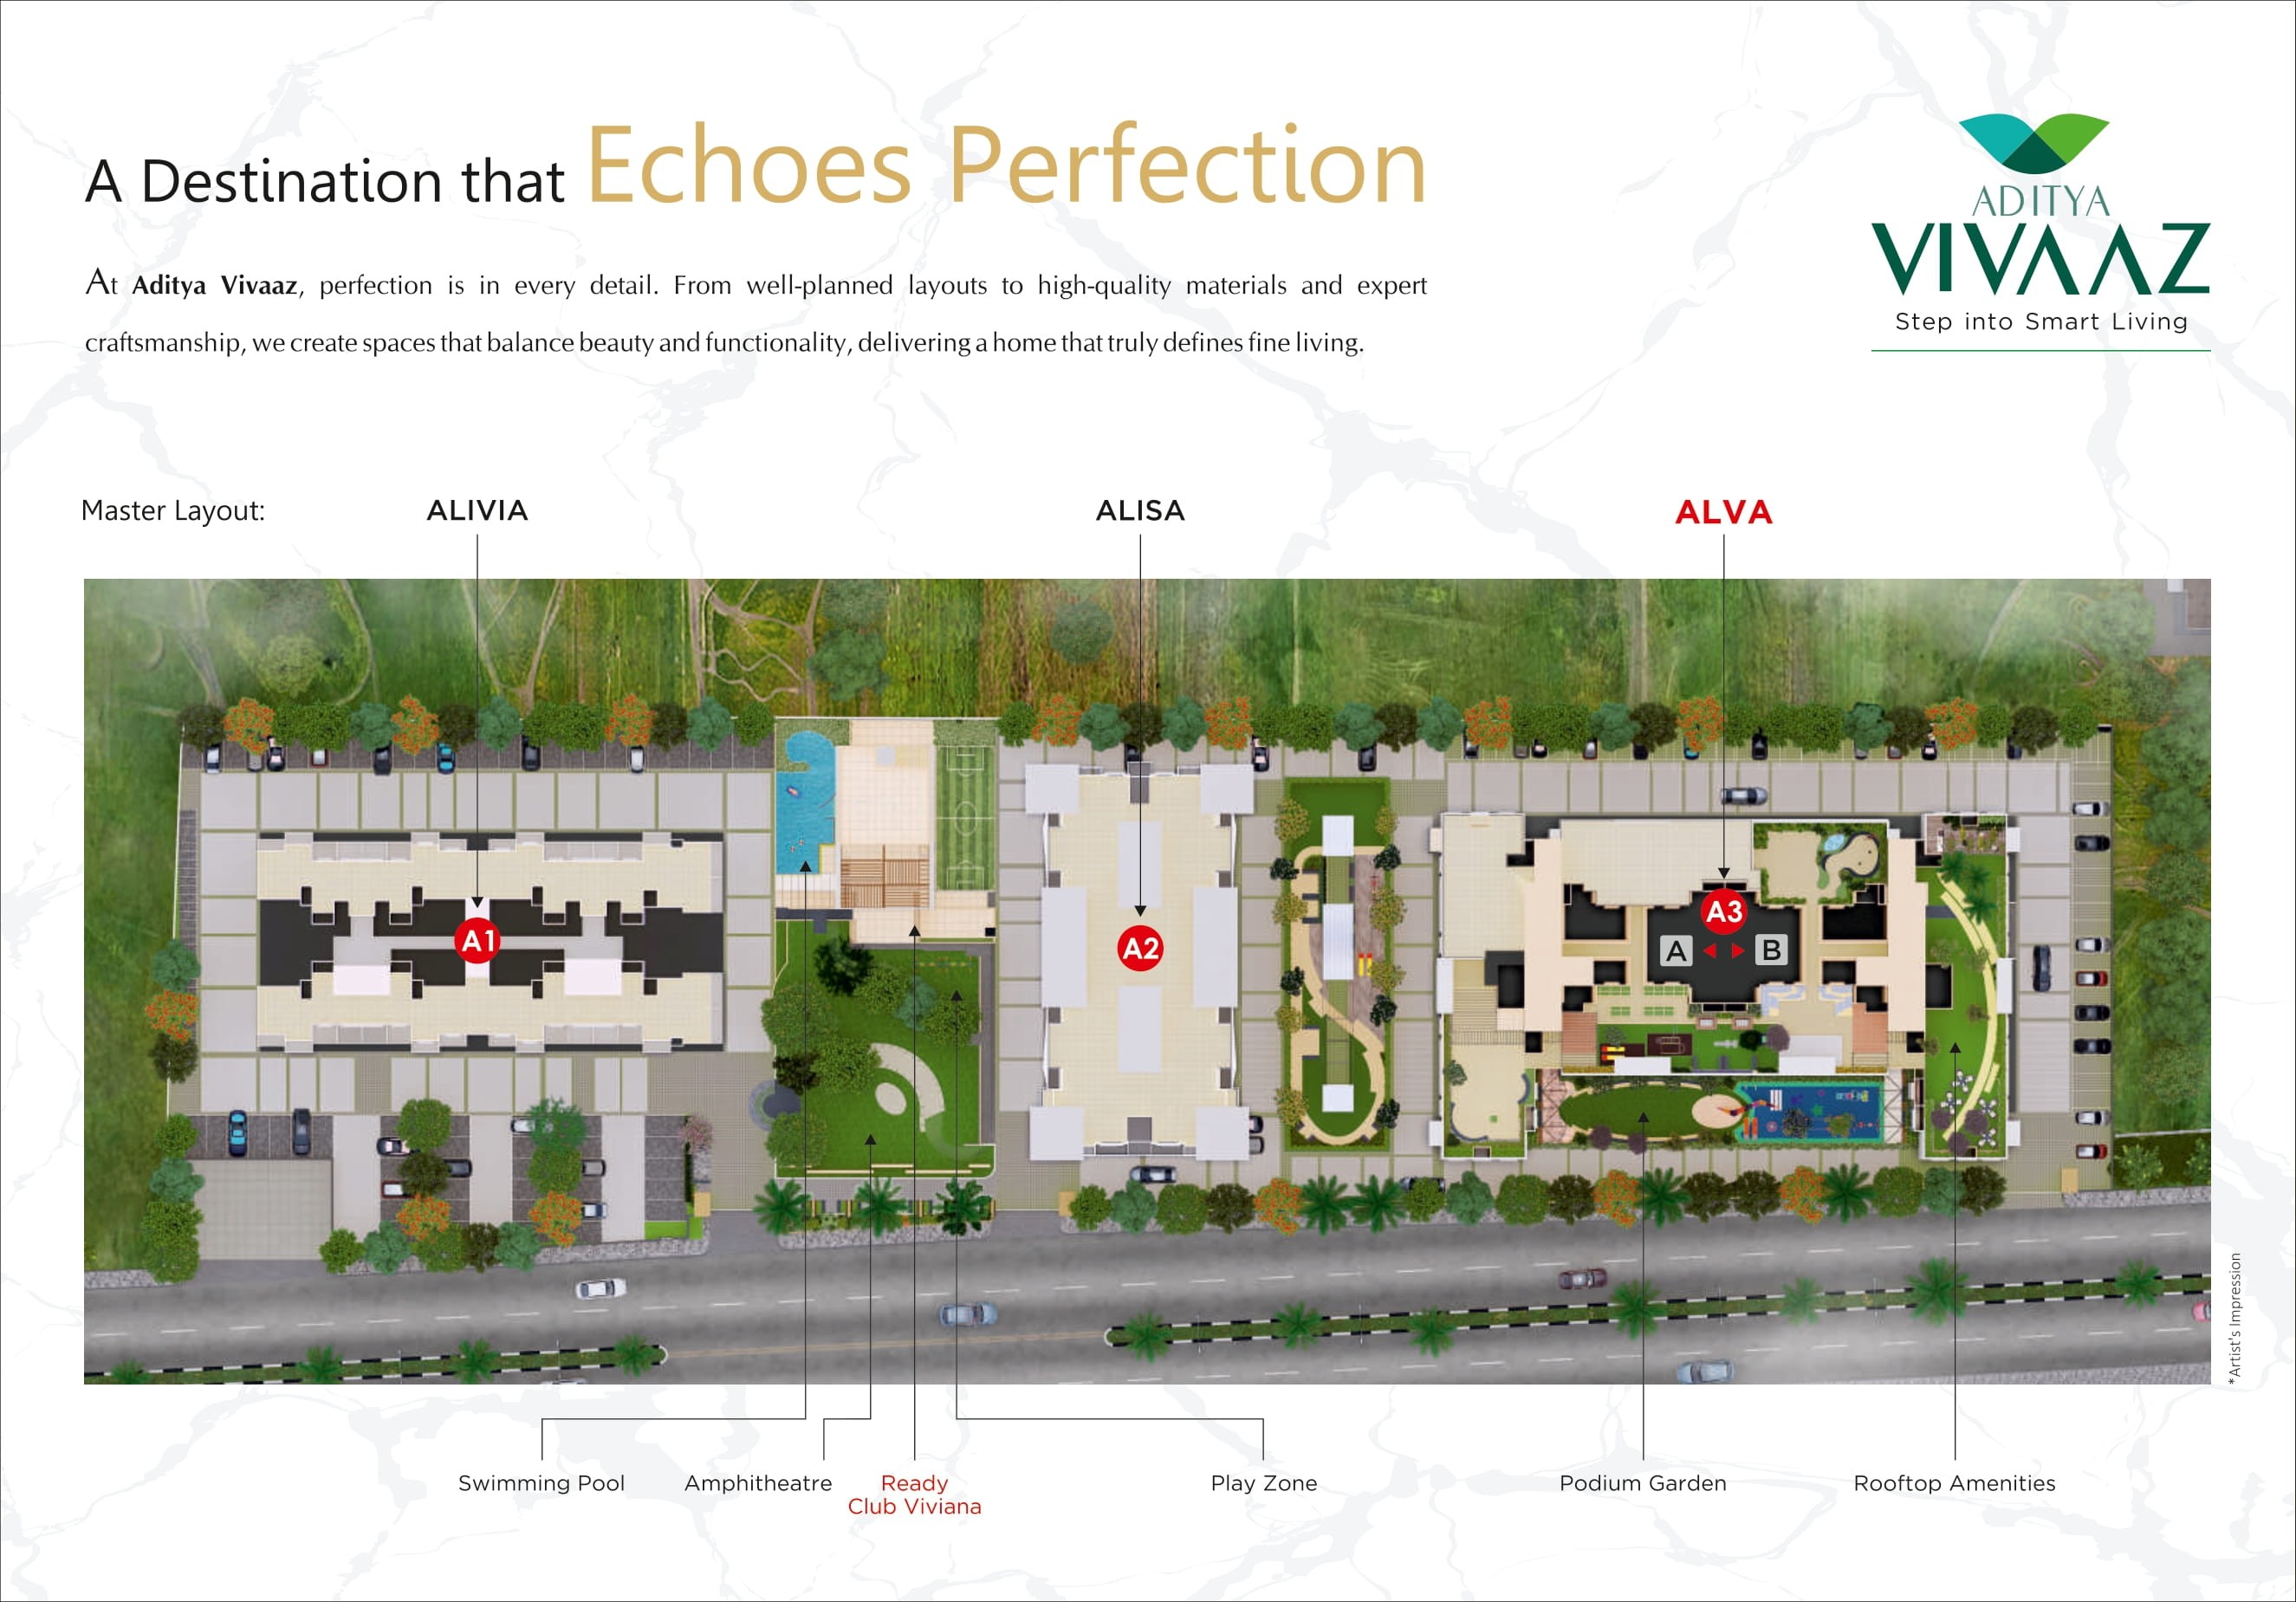 A Destination that Echoes Perfection
At Aditya Vivaaz, perfection is in every detail. From well-planned layouts to high-quality materials and expert
craftsmanship, we create spaces that balance beauty and functionality, delivering a home that truly defines fine living.
ADITYA
VIVAAZ
Step into Smart Living
Master Layout:
ALIVIA
ALISA
ALVA
A1
A2
A3
A
B
*Artist's Impression
Swimming Pool
Amphitheatre
Ready
Club Viviana
Play Zone
Podium Garden
Rooftop Amenities